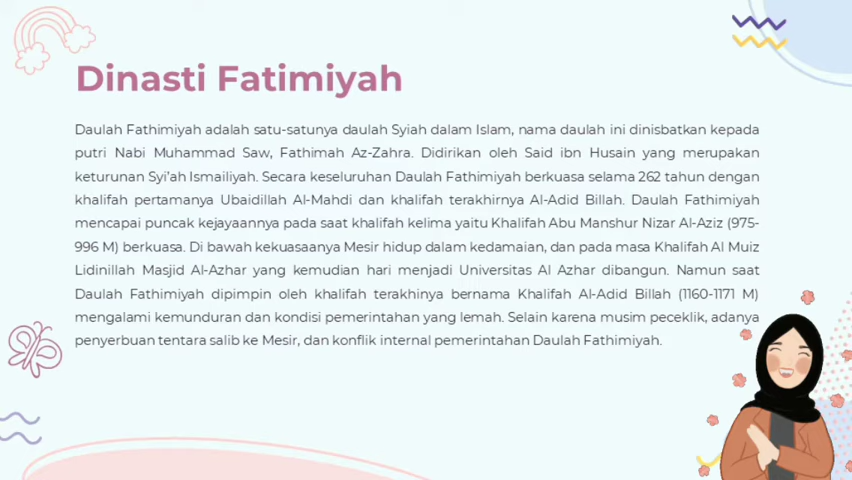 Dinasti Fatimiyah
Daulah Fathimiyah adalah satu-satunya daulah Syiah dalam Islam, nama daulah ini dinisbatkan kepada
putri Nabi Muhammad Saw, Fathimah Az-Zahra. Didirikan oleh Said ibn Husain yang merupakan
keturunan Syi'ah Ismailiyah. Secara keseluruhan Daulah Fathimiyah berkuasa selama 262 tahun dengan
khalifah pertamanya Ubaidillah Al-Mahdi dan khalifah terakhirnya Al-Adid Billah. Daulah Fathimiyah
mencapai puncak kejayaannya pada saat khalifah kelima yaitu Khalifah Abu Manshur Nizar Al-Aziz (975-
996 M) berkuasa. Di bawah kekuasaanya Mesir hidup dalam kedamaian, dan pada masa Khalifah Al Muiz
Lidinillah Masjid Al-Azhar yang kemudian hari menjadi Universitas Al Azhar dibangun. Namun saat
Daulah Fathimiyah dipimpin oleh khalifah terakhinya bernama Khalifah Al-Adid Billah (1160-1171 M)
mengalami kemunduran dan kondisi pemerintahan yang lemah. Selain karena musim peceklik, adanya
penyerbuan tentara salib ke Mesir, dan konflik internal pemerintahan Daulah Fathimiyah.